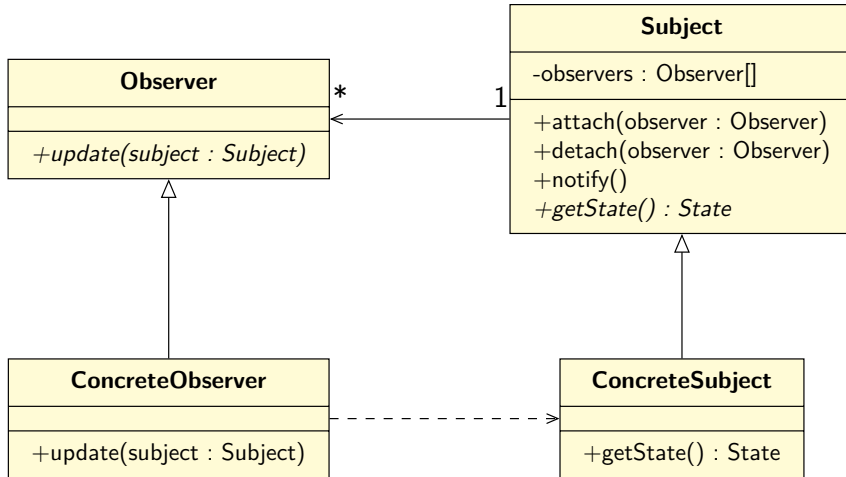 Subject
-observers : Observer[]
+attach(observer : Observer)
+detach(observer : Observer)
+notify()
+getState() : State
Observer
+update(subject : Subject)
*
1
ConcreteObserver
+update(subject : Subject)
ConcreteSubject
+getState() : State